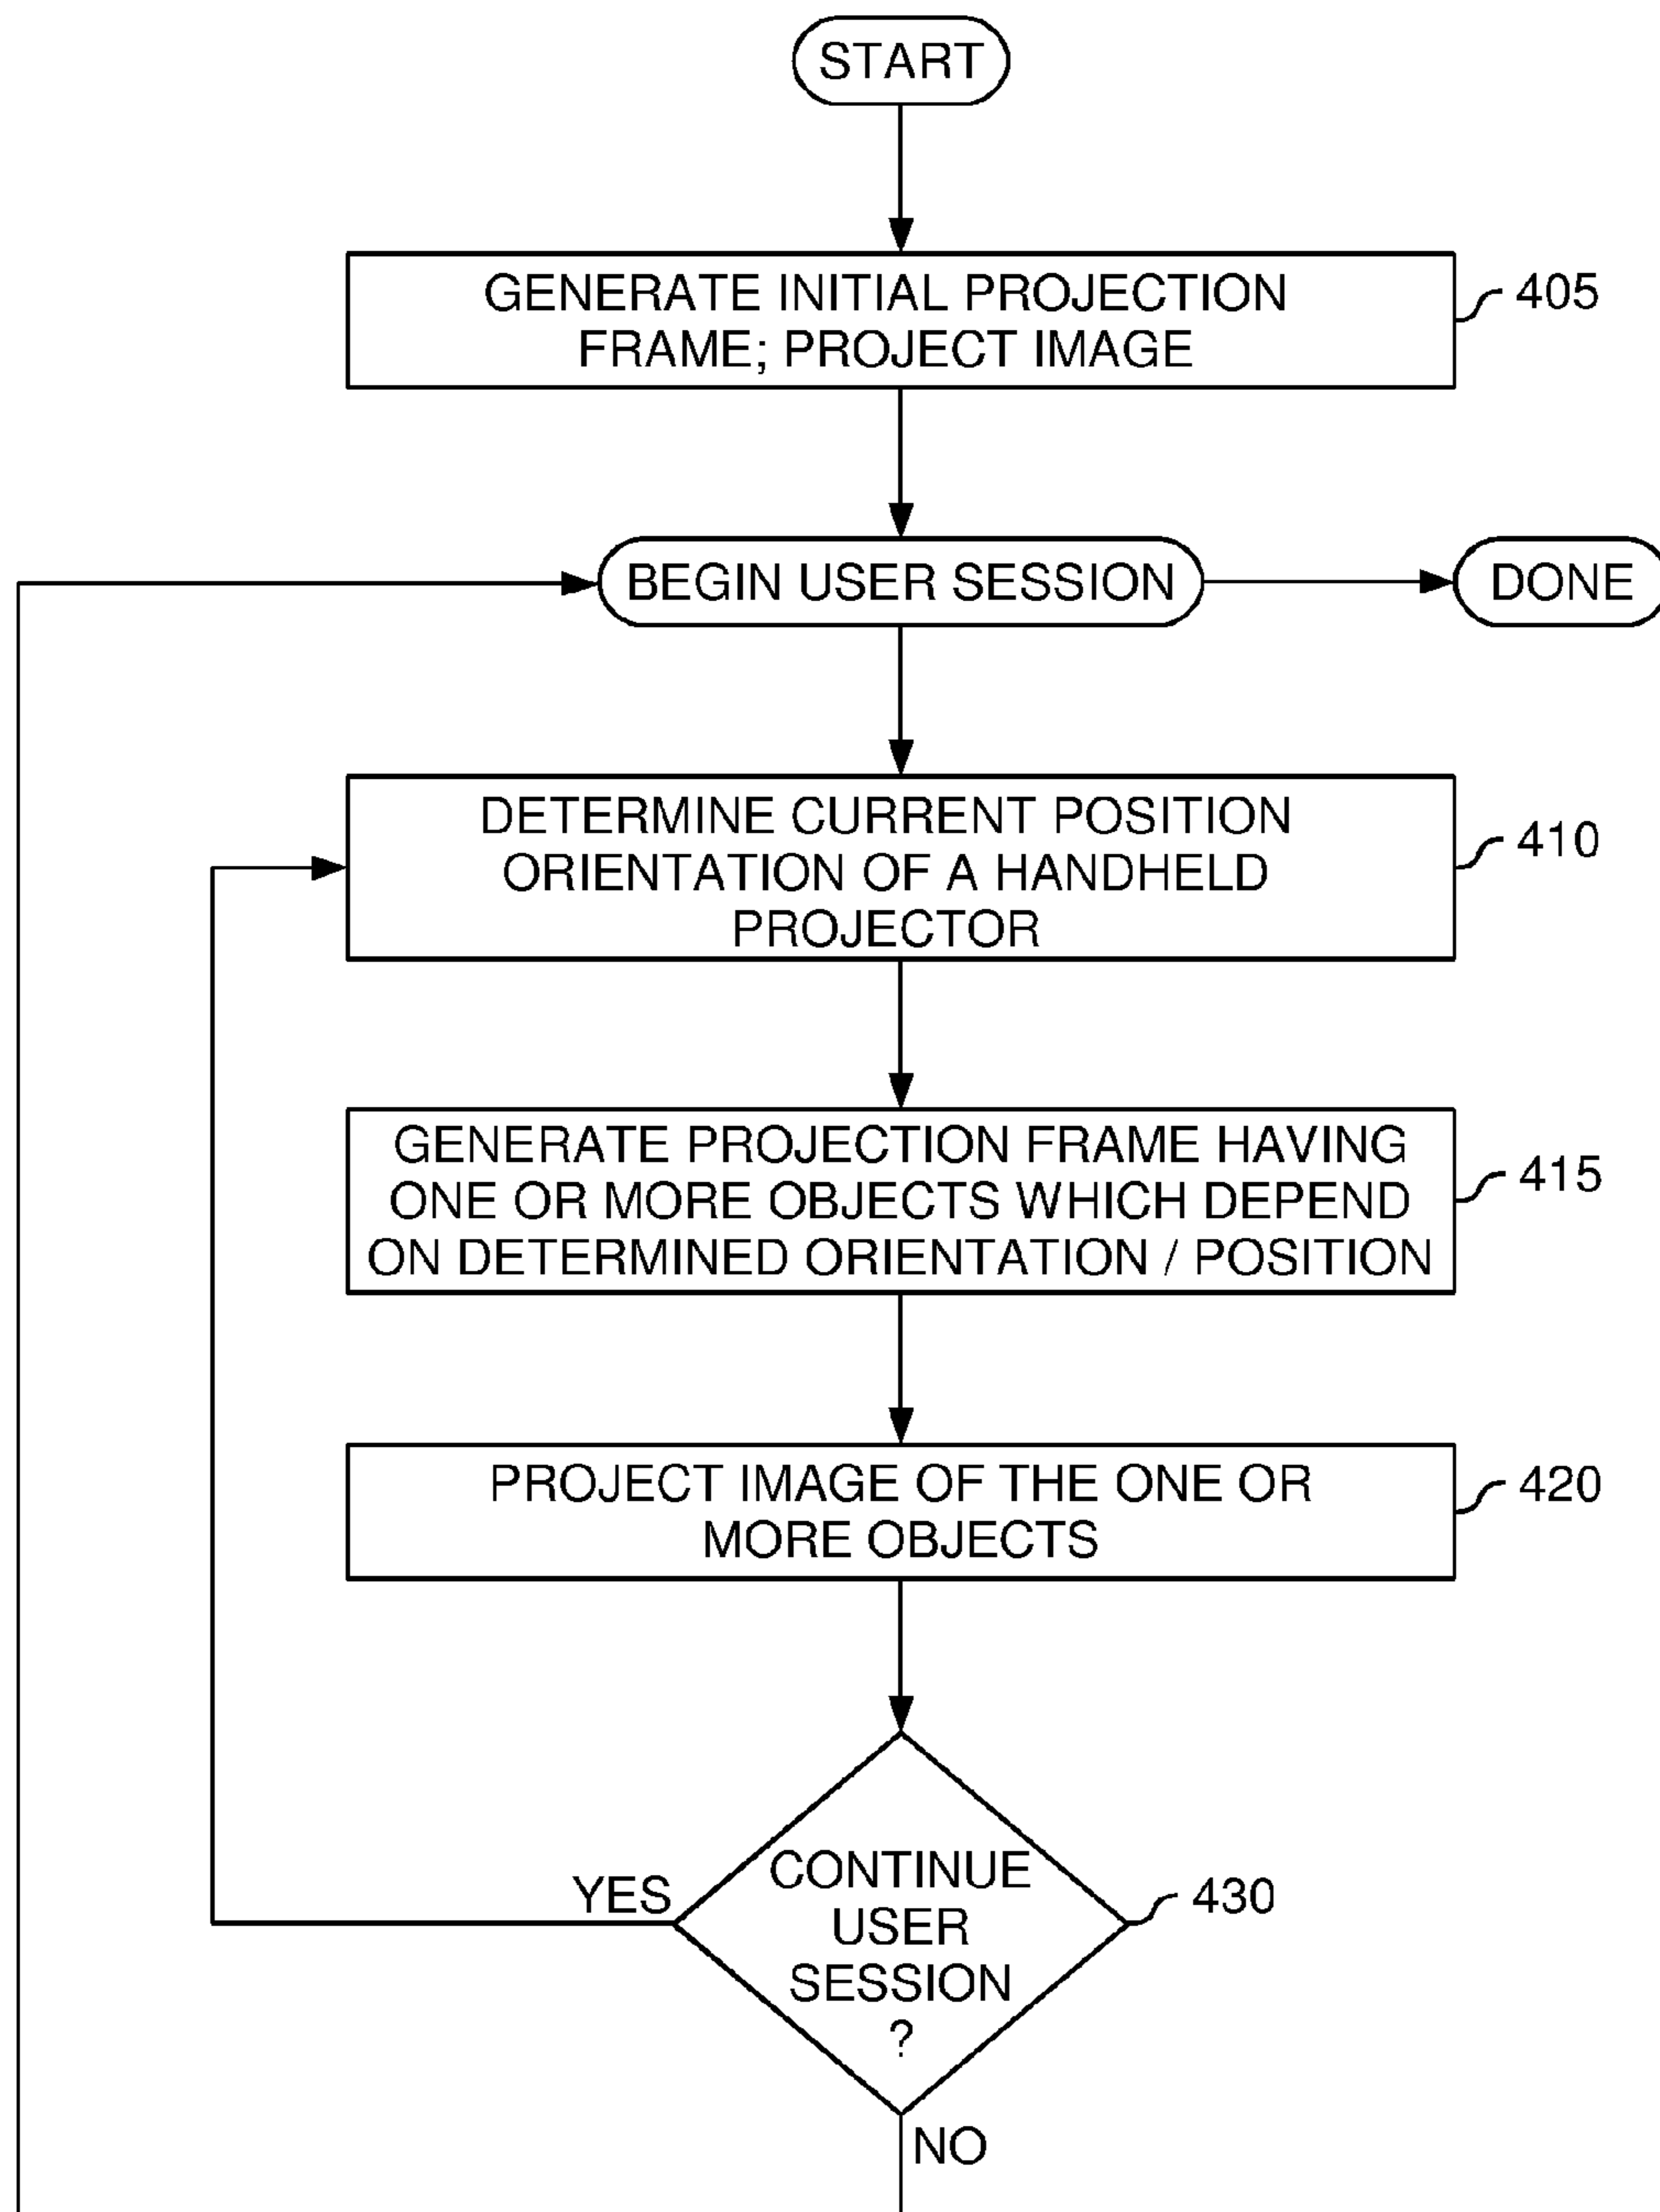 START
GENERATE INITIAL PROJECTION
FRAME; PROJECT IMAGE
405
BEGIN USER SESSION
DONE
DETERMINE CURRENT POSITION
ORIENTATION OF A HANDHELD
PROJECTOR
410
GENERATE PROJECTION FRAME HAVING
ONE OR MORE OBJECTS WHICH DEPEND
ON DETERMINED ORIENTATION / POSITION
415
PROJECT IMAGE OF THE ONE OR
MORE OBJECTS
420
YES
CONTINUE
USER
SESSION
?
430
NO